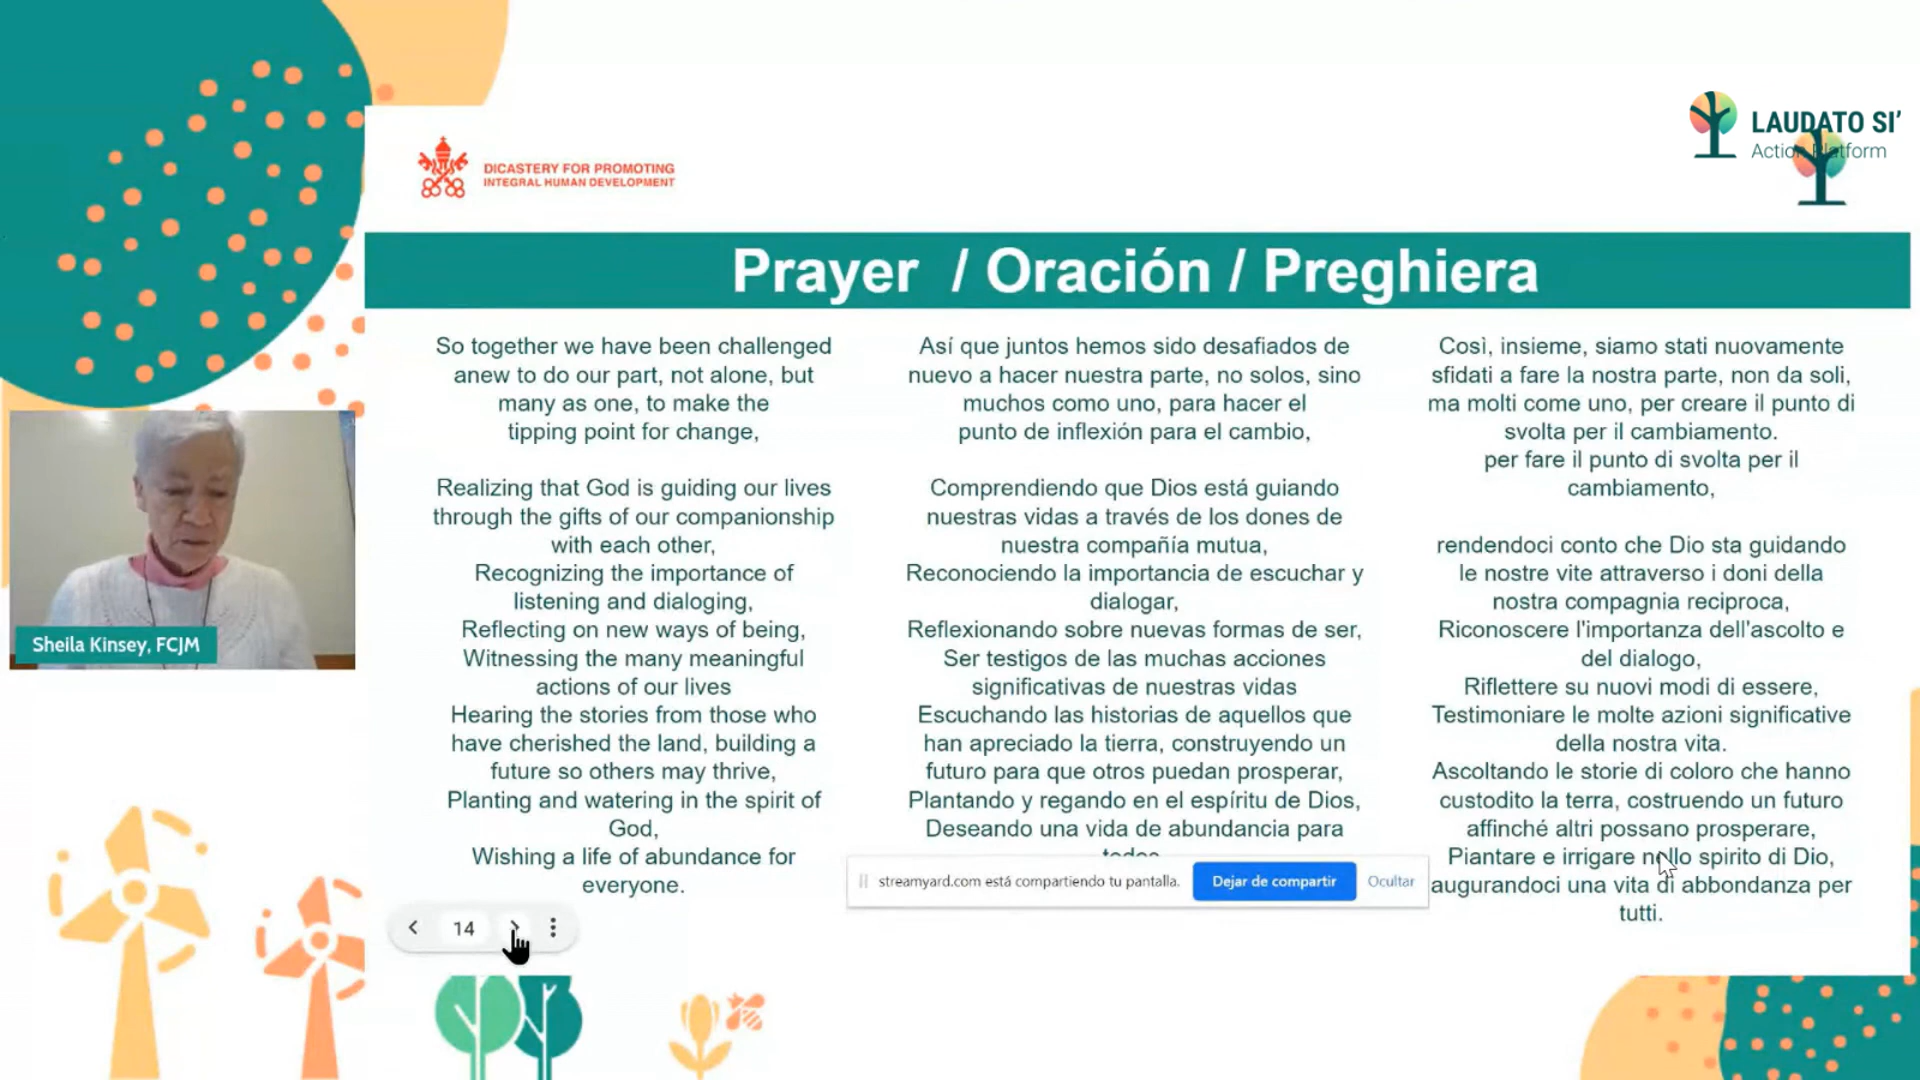 LAUDATO SI’
Action Platform
DICASTERY FOR PROMOTING
INTEGRAL HUMAN DEVELOPMENT
Prayer / Oración / Preghiera
So together we have been challenged
anew to do our part, not alone, but
many as one, to make the
tipping point for change,
Realizing that God is guiding our lives
through the gifts of our companionship
with each other,
Recognizing the importance of
listening and dialoging,
Reflecting on new ways of being,
Witnessing the many meaningful
actions of our lives
Hearing the stories from those who
have cherished the land, building a
future so others may thrive,
Planting and watering in the spirit of
God,
Wishing a life of abundance for
everyone.
Así que juntos hemos sido desafiados de
nuevo a hacer nuestra parte, no solos, sino
muchos como uno, para hacer el
punto de inflexión para el cambio,
Comprendiendo que Dios está guiando
nuestras vidas a través de los dones de
nuestra compañía mutua,
Reconociendo la importancia de escuchar y
dialogar,
Reflexionando sobre nuevas formas de ser,
Ser testigos de las muchas acciones
significativas de nuestras vidas
Escuchando las historias de aquellos que
han apreciado la tierra, construyendo un
futuro para que otros puedan prosperar,
Plantando y regando en el espíritu de Dios,
Deseando una vida de abundancia para
Così, insieme, siamo stati nuovamente
sfidati a fare la nostra parte, non da soli,
ma molti come uno, per creare il punto di
svolta per il cambiamento.
per fare il punto di svolta per il
cambiamento,
rendendoci conto che Dio sta guidando
le nostre vite attraverso i doni della
nostra compagnia reciproca,
Riconoscere l'importanza dell'ascolto e
del dialogo,
Riflettere su nuovi modi di essere,
Testimoniare le molte azioni significative
della nostra vita.
Ascoltando le storie di coloro che hanno
custodito la terra, costruendo un futuro
affinché altri possano prosperare,
Piantare e irrigare nello spirito di Dio,
augurandoci una vita di abbondanza per
tutti.
Sheila Kinsey, FCJM
streamyard.com está compartiendo tu pantalla.
Dejar de compartir
Ocultar
14